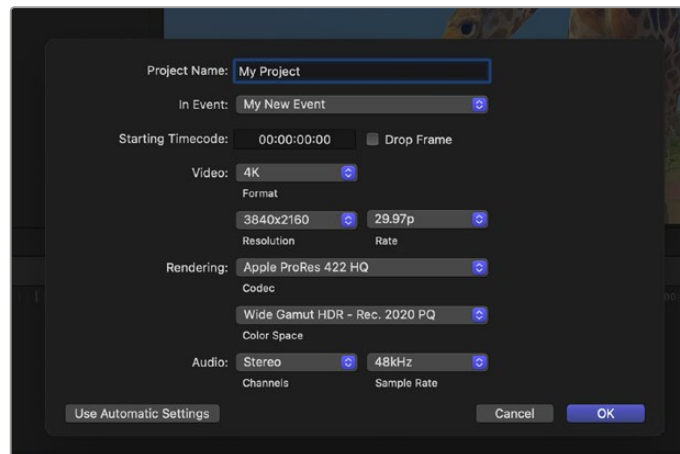 Project Name: My Project
In Event: My New Event
Starting Timecode: 00:00:00:00 Drop Frame
Video: 4K
Format
3840x2160 29.97p
Resolution Rate
Rendering: Apple ProRes 422 HQ
Codec
Wide Gamut HDR - Rec. 2020 PQ
Color Space
Audio: Stereo 48kHz
Channels Sample Rate
Use Automatic Settings Cancel OK